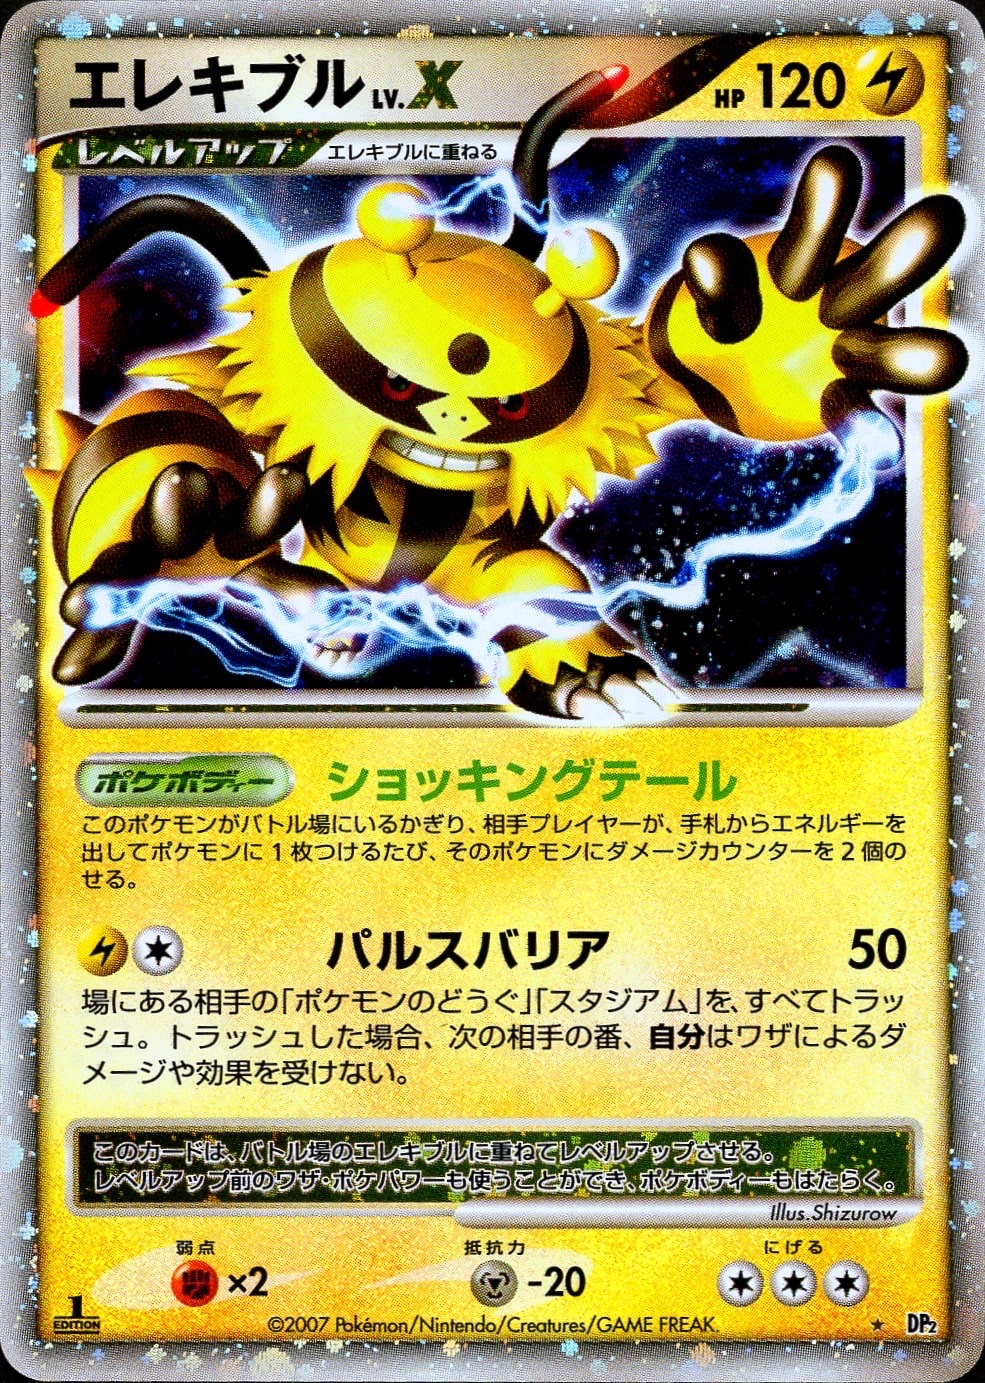 エレキブル LV.X HP 120
レベルアップ エレキブルに重ねる
ポケボディー ショッキングテール
このポケモンがバトル場にいるかぎり、相手プレイヤーが、手札からエネルギーを
出してポケモンに1枚つけるたび、そのポケモンにダメージカウンターを2個の
せる。
パルスバリア 50
場にある相手の「ポケモンのどうぐ」「スタジアム」を、すべてトラッ
シュ。トラッシュした場合、次の相手の番、自分はワザによるダ
メージや効果を受けない。
このカードは、バトル場のエレキブルに重ねてレベルアップさせる。
レベルアップ前のワザ・ポケパワーも使うことができ、ポケボディーもはたらく。
Illus.Shizurow
弱点 抵抗力 にげる
×2 -20
1 EDITION
©2007 Pokémon/Nintendo/Creatures/GAME FREAK. ★ DP2